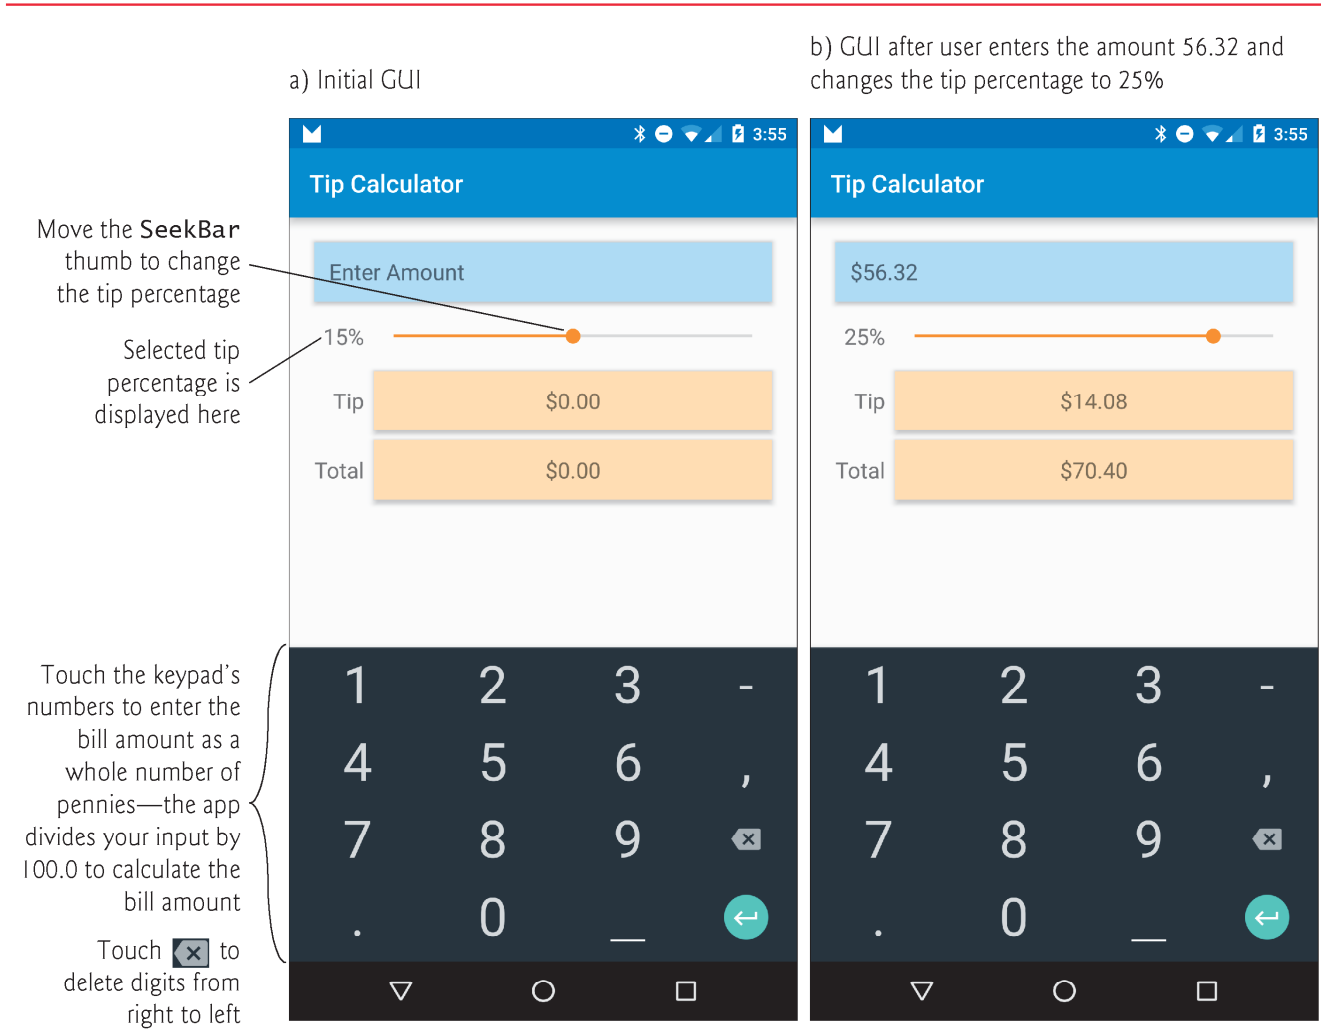 a) Initial GUI
b) GUI after user enters the amount 56.32 and
changes the tip percentage to 25%
3:55
Tip Calculator
Enter Amount
15%
Tip
$0.00
Total
$0.00
1 2 3 -
4 5 6 ,
7 8 9
. 0 _
3:55
Tip Calculator
$56.32
25%
Tip
$14.08
Total
$70.40
1 2 3 -
4 5 6 ,
7 8 9
. 0 _
Move the SeekBar
thumb to change
the tip percentage
Selected tip
percentage is
displayed here
Touch the keypad’s
numbers to enter the
bill amount as a
whole number of
pennies—the app
divides your input by
100.0 to calculate the
bill amount
Touch to
delete digits from
right to left